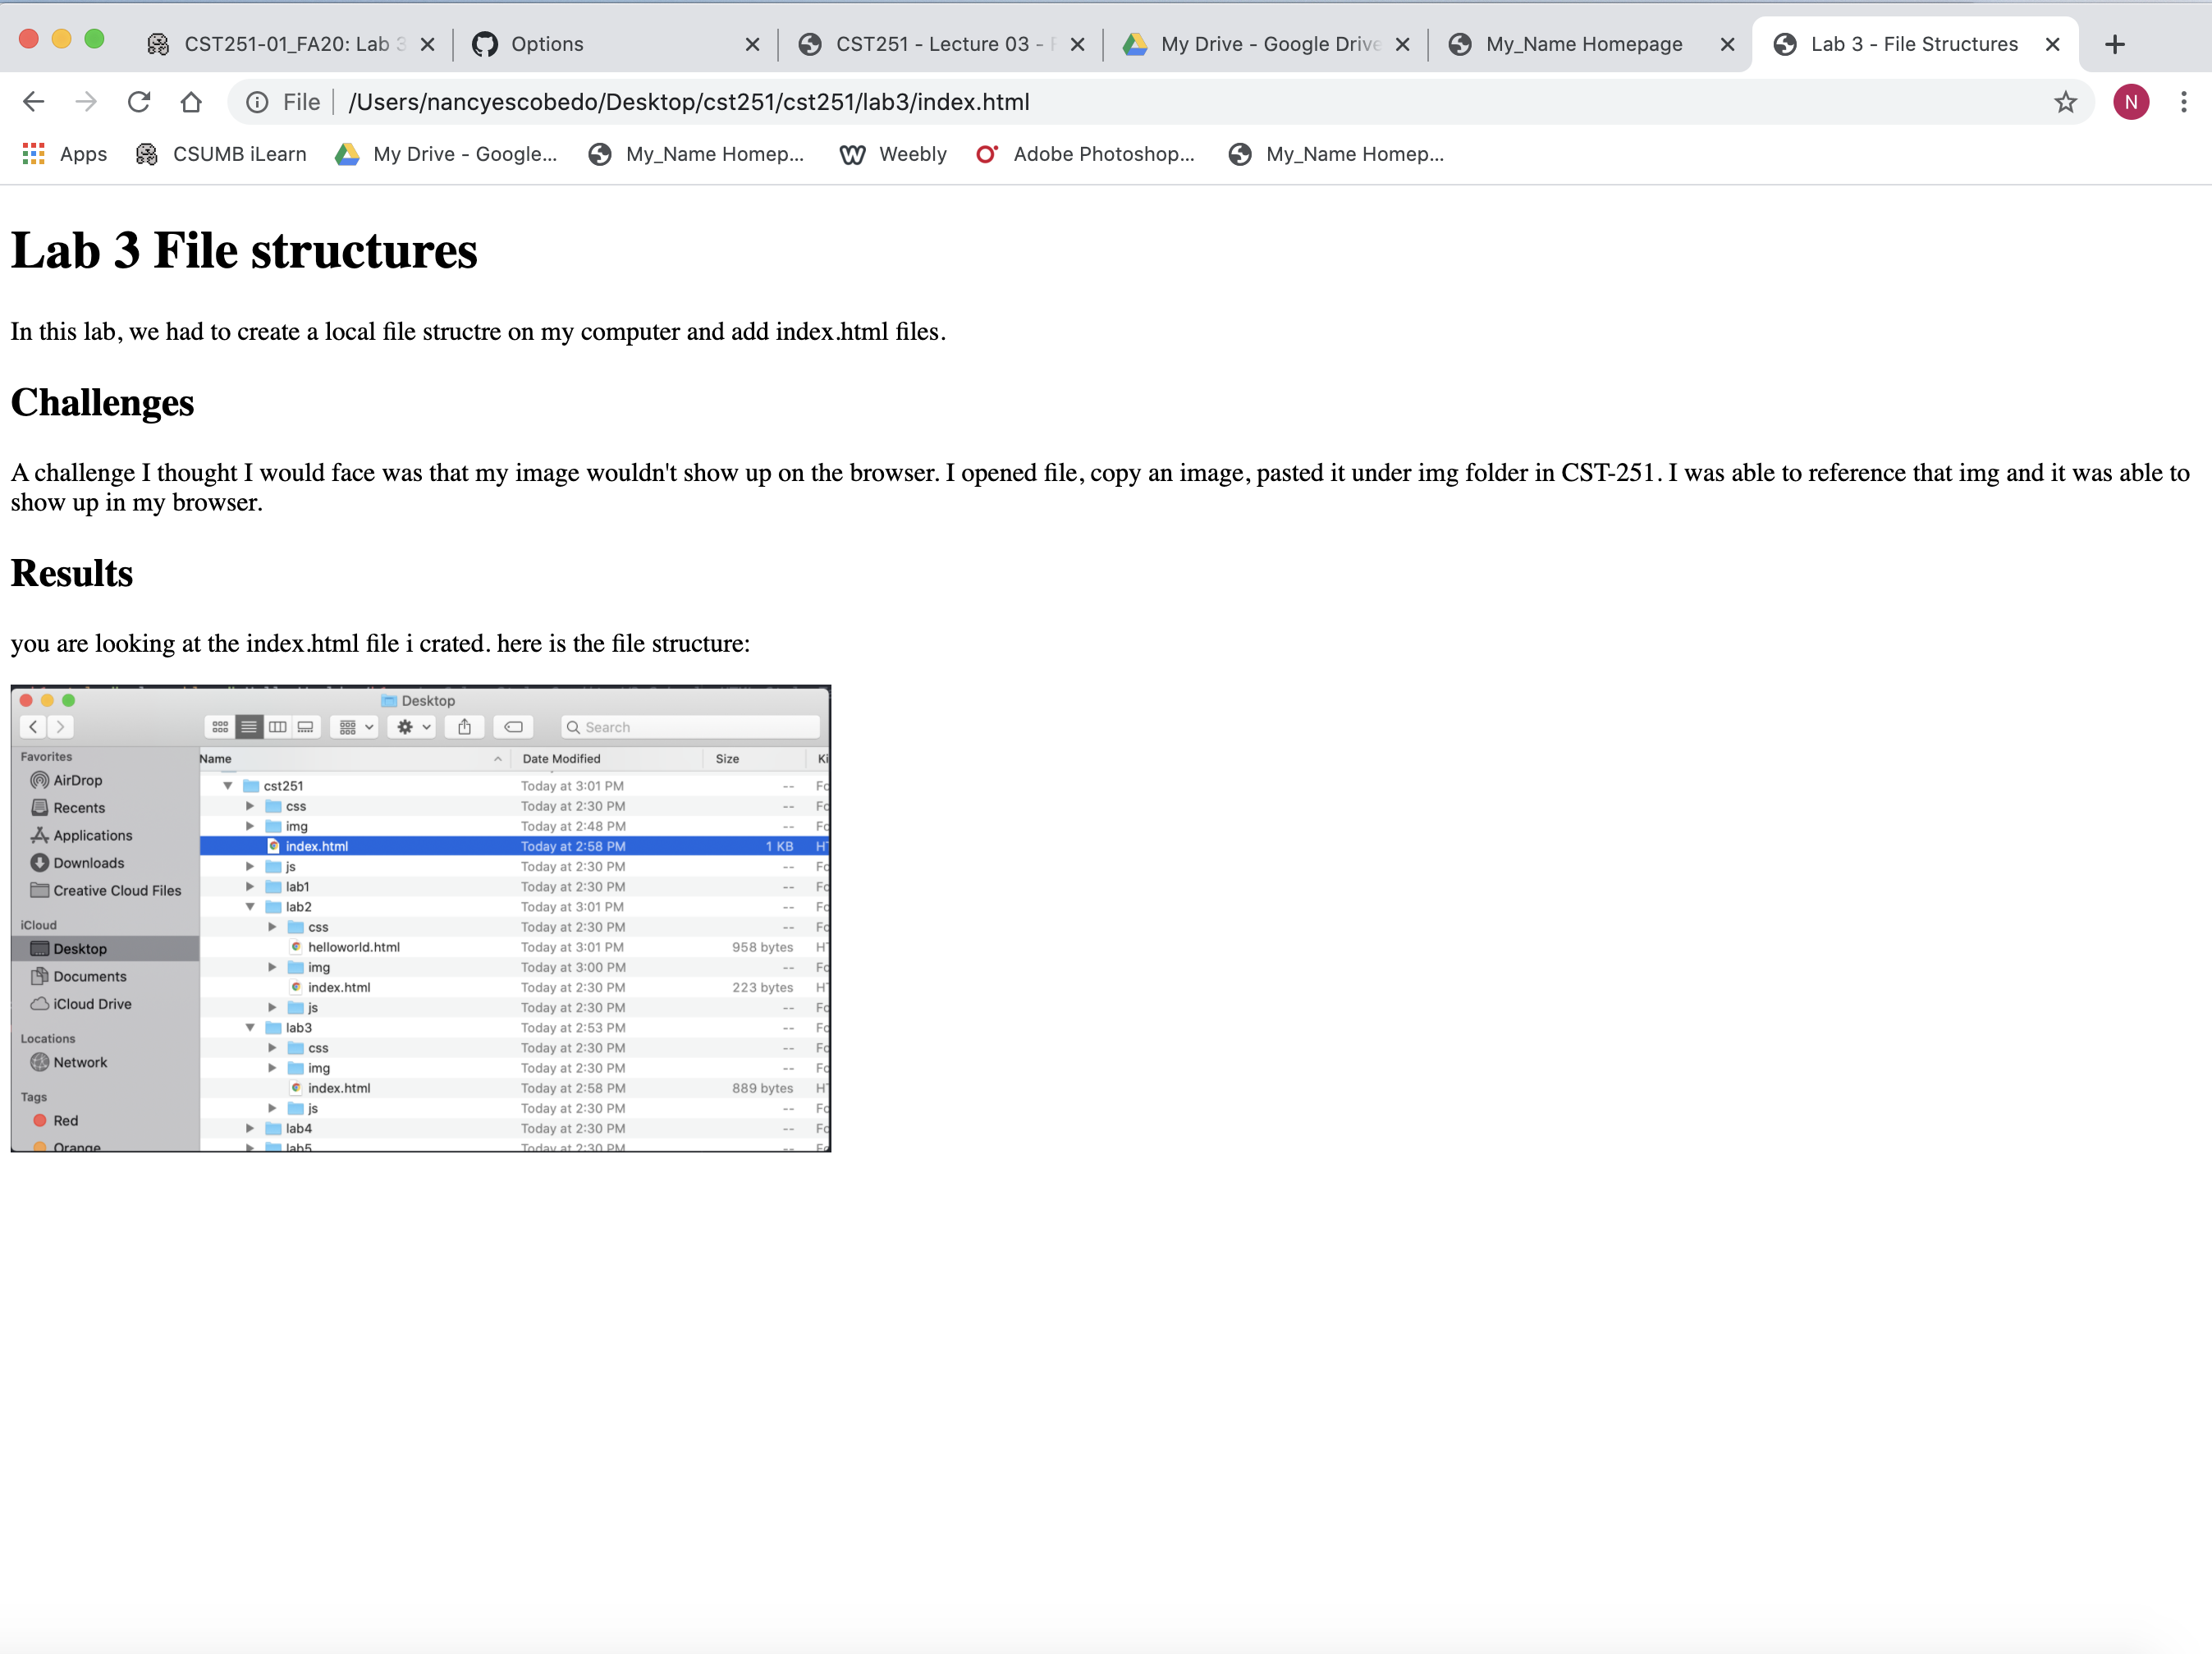 CST251-01_FA20: Lab 3
Options
CST251 - Lecture 03 -
My Drive - Google Drive
My_Name Homepage
Lab 3 - File Structures
File
/Users/nancyescobedo/Desktop/cst251/cst251/lab3/index.html
N
Apps
CSUMB iLearn
My Drive - Google...
My_Name Homep...
Weebly
Adobe Photoshop...
My_Name Homep...
Lab 3 File structures
In this lab, we had to create a local file structre on my computer and add index.html files.
Challenges
A challenge I thought I would face was that my image wouldn't show up on the browser. I opened file, copy an image, pasted it under img folder in CST-251. I was able to reference that img and it was able to
show up in my browser.
Results
you are looking at the index.html file i crated. here is the file structure:
Desktop
Search
Favorites
AirDrop
Recents
Applications
Downloads
Creative Cloud Files
iCloud
Desktop
Documents
iCloud Drive
Locations
Network
Tags
Red
Orange
Name Date Modified Size Ki
cst251 Today at 3:01 PM -- Fo
css Today at 2:30 PM -- Fo
img Today at 2:48 PM -- Fo
index.html Today at 2:58 PM 1 KB HT
js Today at 2:30 PM -- Fo
lab1 Today at 2:30 PM -- Fo
lab2 Today at 3:01 PM -- Fo
css Today at 2:30 PM -- Fo
helloworld.html Today at 3:01 PM 958 bytes HT
img Today at 3:00 PM -- Fo
index.html Today at 2:30 PM 223 bytes HT
js Today at 2:30 PM -- Fo
lab3 Today at 2:53 PM -- Fo
css Today at 2:30 PM -- Fo
img Today at 2:30 PM -- Fo
index.html Today at 2:58 PM 889 bytes HT
js Today at 2:30 PM -- Fo
lab4 Today at 2:30 PM -- Fo
lab5 Today at 2:30 PM -- Fo